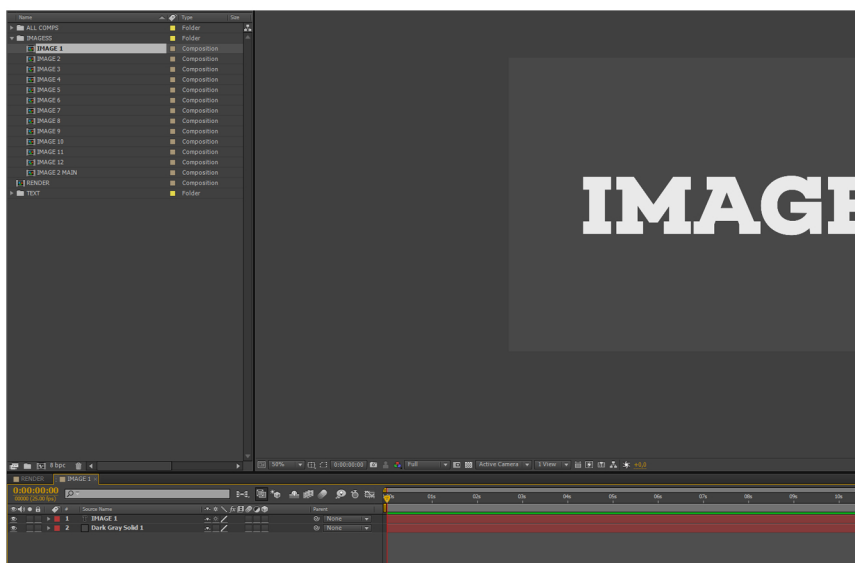 Name Type Size
ALL COMPS Folder
IMAGESS Folder
IMAGE 1 Composition
IMAGE 2 Composition
IMAGE 3 Composition
IMAGE 4 Composition
IMAGE 5 Composition
IMAGE 6 Composition
IMAGE 7 Composition
IMAGE 8 Composition
IMAGE 9 Composition
IMAGE 10 Composition
IMAGE 11 Composition
IMAGE 12 Composition
IMAGE 2 MAIN Composition
RENDER Composition
TEXT Folder
IMAGE
8 bpc
50% 0:00:00:00 Full Active Camera 1 View +0,0
RENDER IMAGE 1
0:00:00:00
00000 (25.00 fps)
01s 02s 03s 04s 05s 06s 07s 08s 09s 10s
# Source Name Parent
1 IMAGE 1 None
2 Dark Gray Solid 1 None